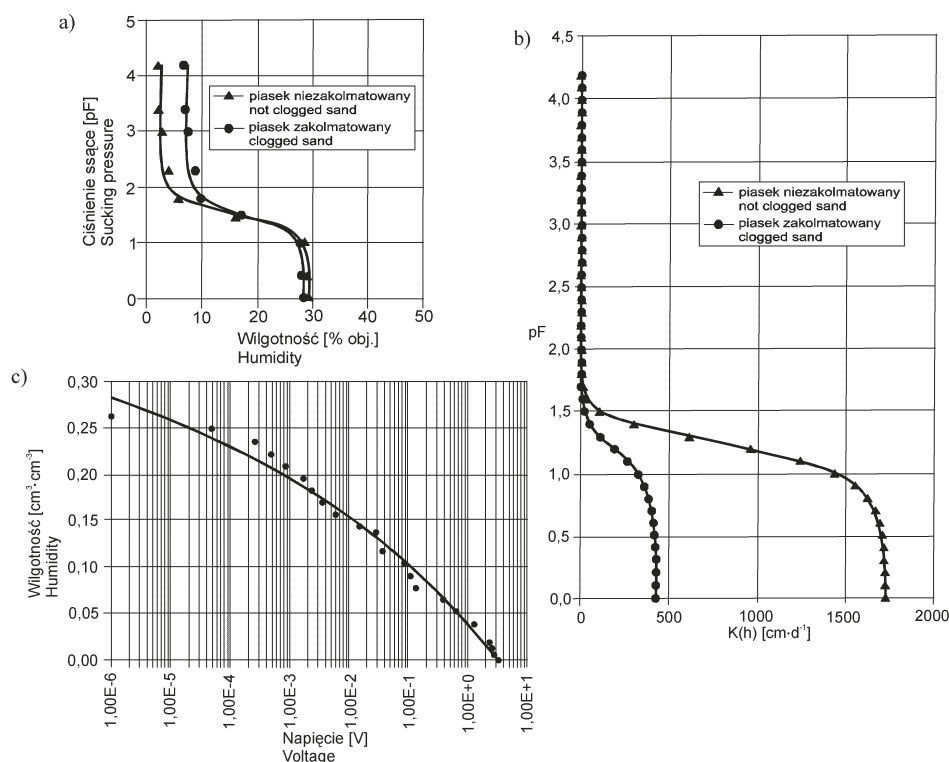 a)
5
4
3
2
1
0
Ciśnienie ssące [pF]
Sucking pressure
piasek niezakolmatowany
not clogged sand
piasek zakolmatowany
clogged sand
0 10 20 30 40 50
Wilgotność [% obj.]
Humidity
b)
4,5
4,0
3,5
3,0
2,5
pF
2,0
1,5
1,0
0,5
0,0
piasek niezakolmatowany
not clogged sand
piasek zakolmatowany
clogged sand
0 500 1000 1500 2000
K(h) [cm·d⁻¹]
c)
0,30
0,25
0,20
0,15
0,10
0,05
0,00
Wilgotność [cm³·cm⁻³]
Humidity
1,00E-6
1,00E-5
1,00E-4
1,00E-3
1,00E-2
1,00E-1
1,00E+0
1,00E+1
Napięcie [V]
Voltage